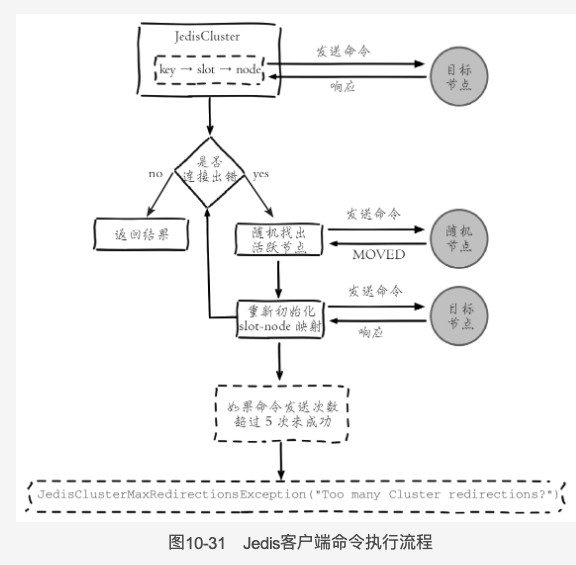 JedisCluster
key → slot → node
发送命令
响应
目标
节点
是否
连接出错
no
yes
返回结果
随机找出
活跃节点
发送命令
MOVED
随机
节点
重新初始化
slot-node 映射
发送命令
响应
目标
节点
如果命令发送次数
超过 5 次未成功
JedisClusterMaxRedirectionsException("Too many Cluster redirections?")
图10-31 Jedis客户端命令执行流程